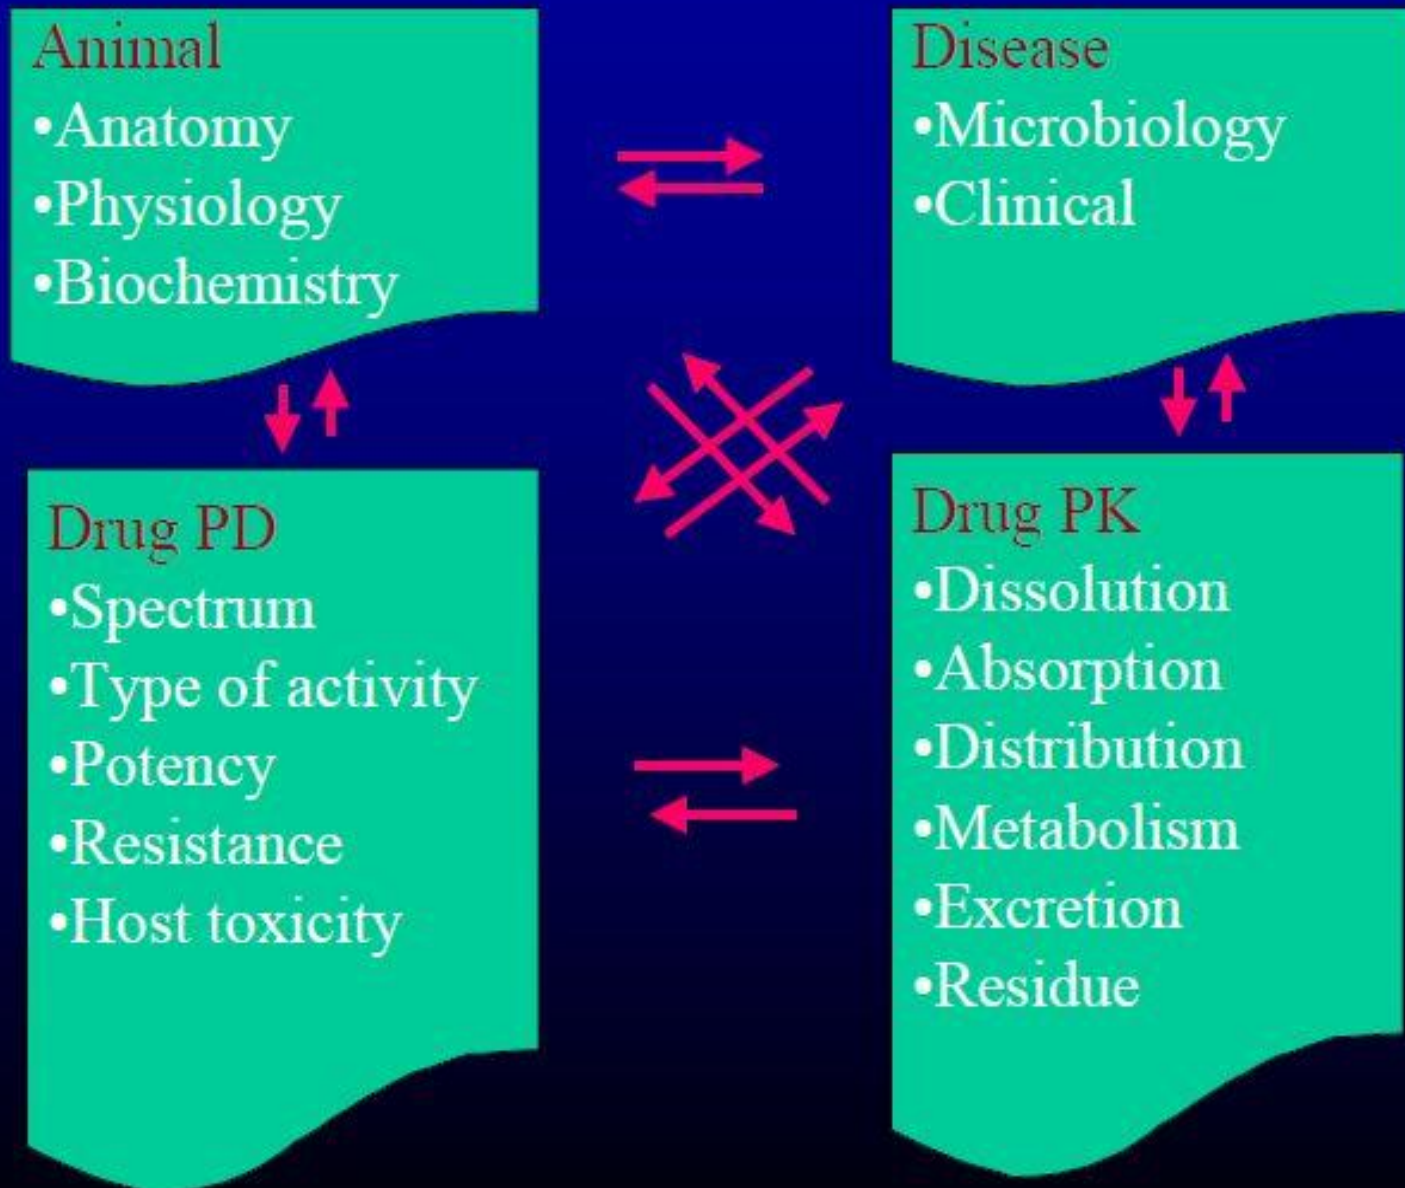 Animal
•Anatomy
•Physiology
•Biochemistry
Disease
•Microbiology
•Clinical
Drug PD
•Spectrum
•Type of activity
•Potency
•Resistance
•Host toxicity
Drug PK
•Dissolution
•Absorption
•Distribution
•Metabolism
•Excretion
•Residue